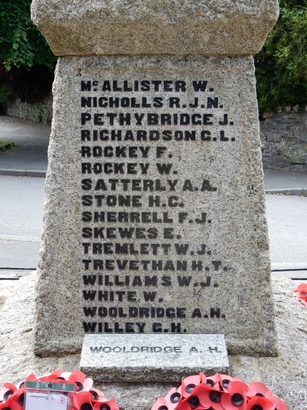 McALLISTER W.
NICHOLLS R.J.N.
PETHYBRIDGE J.
RICHARDSON C.L.
ROCKEY F.
ROCKEY W.
SATTERLY A.A.
STONE H.C.
SHERRELL F.J.
SKEWES E.
TREMLETT W.J.
TREVETHAN H.T.
WILLIAMS W.J.
WHITE.W.
WOOLDRIDGE A.H.
WILLEY C.H.
WOOLDRIDGE A. H.